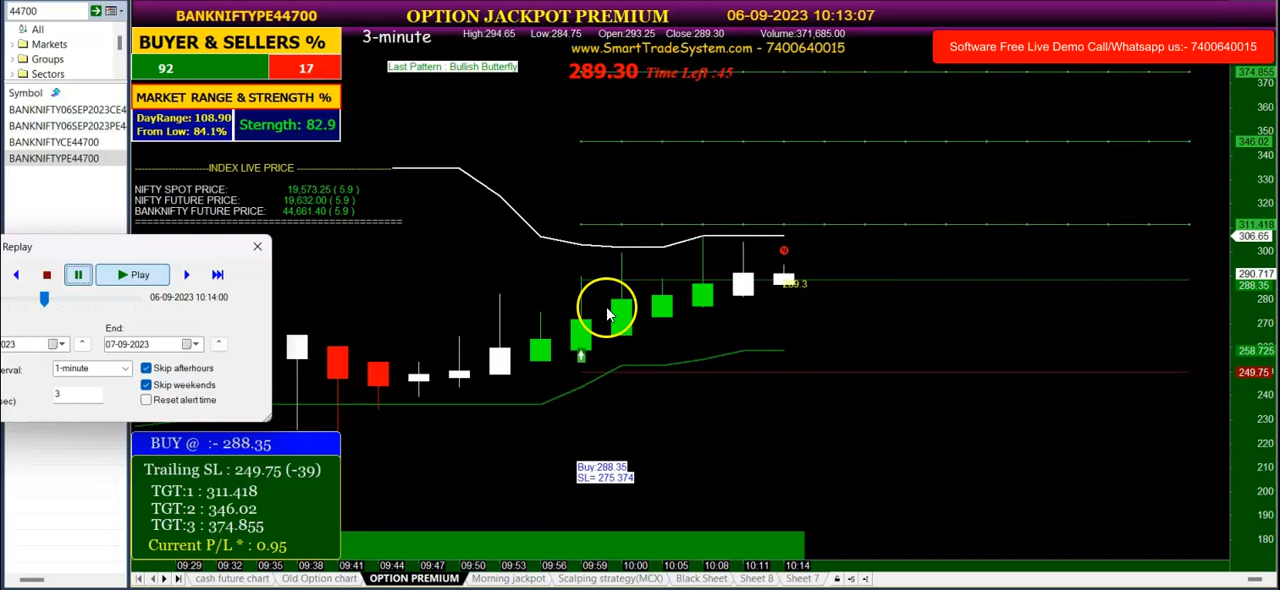 44700
All
Markets
Groups
Sectors
Symbol
BANKNIFTY06SEP2023CE4
BANKNIFTY06SEP2023PE4
BANKNIFTYCE44700
BANKNIFTYPE44700
BANKNIFTYPE44700
OPTION JACKPOT PREMIUM
06-09-2023 10:13:07
BUYER & SELLERS %
92 17
3-minute
High:294.65 Low:284.75 Open:293.25 Close:289.30 Volume:371,685.00
www.SmartTradeSystem.com - 7400640015
Software Free Live Demo Call/Whatsapp us:- 7400640015
Last Pattern : Bullish Butterfly
289.30 Time Left :45
MARKET RANGE & STRENGTH %
DayRange: 108.90
From Low: 84.1%
Sterngth: 82.9
INDEX LIVE PRICE
NIFTY SPOT PRICE: 19,573.25 ( 5.9 )
NIFTY FUTURE PRICE: 19,632.00 ( 5.9 )
BANKNIFTY FUTURE PRICE: 44,661.40 ( 5.9 )
Replay
Play
06-09-2023 10:14:00
End:
023
07-09-2023
erval:
1-minute
Skip afterhours
Skip weekends
sec)
3
Reset alert time
BUY @ :- 288.35
Trailing SL : 249.75 (-39)
TGT:1 : 311.418
TGT:2 : 346.02
TGT:3 : 374.855
Current P/L * : 0.95
Buy:288.35
SL= 275.374
289.3
374.855
370
360
346.02
340
330
320
311.418
306.65
300
290.717
288.35
280
270
258.725
249.75
240
230
220
210
200
190
180
09:29 09:32 09:35 09:38 09:41 09:44 09:47 09:50 09:53 09:56 09:59 10:00 10:05 10:08 10:11 10:14
cash future chart Old Option chart OPTION PREMIUM Morning jackpot Scalping strategy(MCX) Black Sheet Sheet 8 Sheet 7